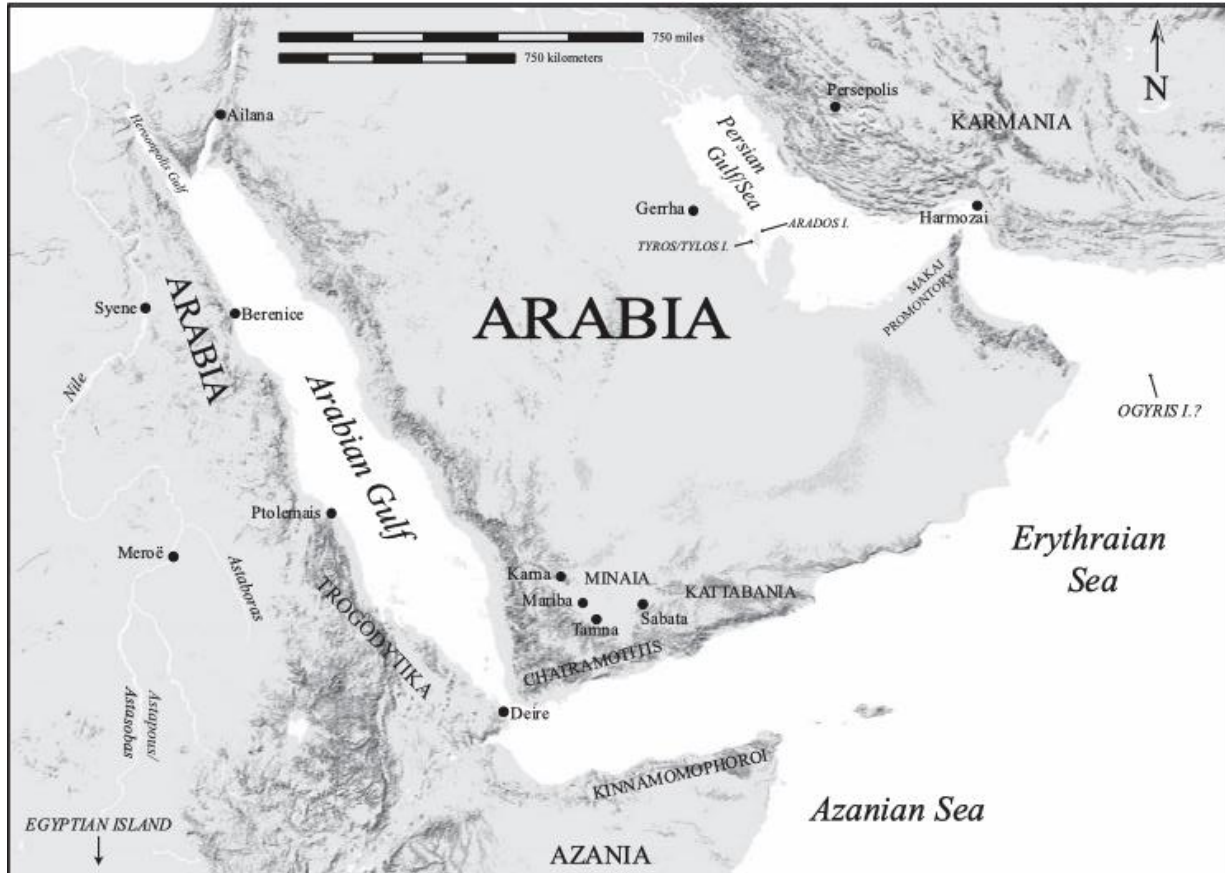 750 miles
750 kilometers
N
Persepolis
KARMANIA
Ailana
Heroonpolis Gulf
Persian
Gulf/Sea
Gerrha
ARADOS I.
TYROS/TYLOS I.
Harmozai
MAKAI
PROMONTORY
Syene
ARABIA
Berenice
ARABIA
Nile
Arabian Gulf
OGYRIS I.?
Ptolemais
Meroë
Astaboras
Erythraian
Sea
Karna
MINAIA
KATTABANIA
Mariba
Sabata
Tamna
TROGODYTIKA
CHATRAMOTITIS
Deire
Astapous/
Astasobas
KINNAMOMOPHOROI
Azanian Sea
EGYPTIAN ISLAND
AZANIA